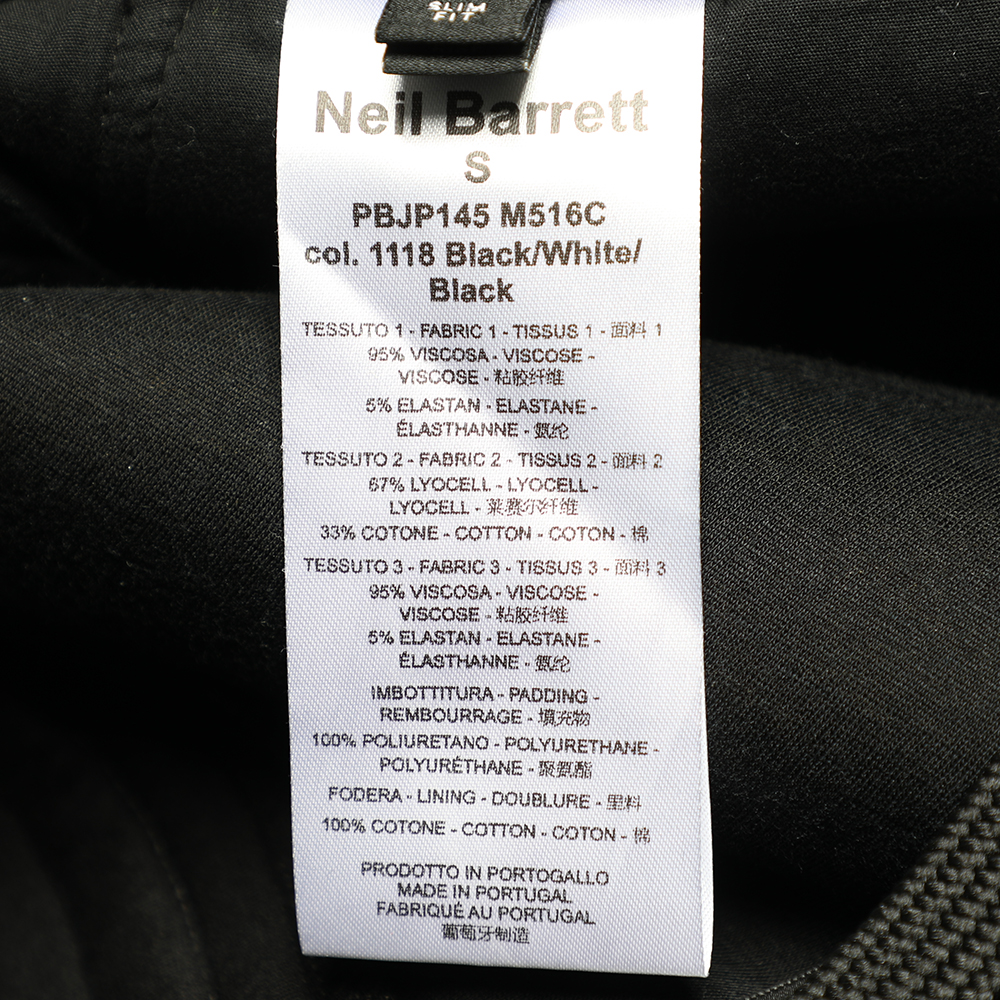 SLIM
FIT
Neil Barrett
S
PBJP145 M516C
col. 1118 Black/White/
Black
TESSUTO 1 - FABRIC 1 - TISSUS 1 - 面料 1
95% VISCOSA - VISCOSE -
VISCOSE - 粘胶纤维
5% ELASTAN - ELASTANE -
ÉLASTHANNE - 氨纶
TESSUTO 2 - FABRIC 2 - TISSUS 2 - 面料 2
67% LYOCELL - LYOCELL -
LYOCELL - 莱赛尔纤维
33% COTONE - COTTON - COTON - 棉
TESSUTO 3 - FABRIC 3 - TISSUS 3 - 面料 3
95% VISCOSA - VISCOSE -
VISCOSE - 粘胶纤维
5% ELASTAN - ELASTANE -
ÉLASTHANNE - 氨纶
IMBOTTITURA - PADDING -
REMBOURRAGE - 填充物
100% POLIURETANO - POLYURETHANE -
POLYURÉTHANE - 聚氨酯
FODERA - LINING - DOUBLURE - 里料
100% COTONE - COTTON - COTON - 棉
PRODOTTO IN PORTOGALLO
MADE IN PORTUGAL
FABRIQUÉ AU PORTUGAL
葡萄牙制造